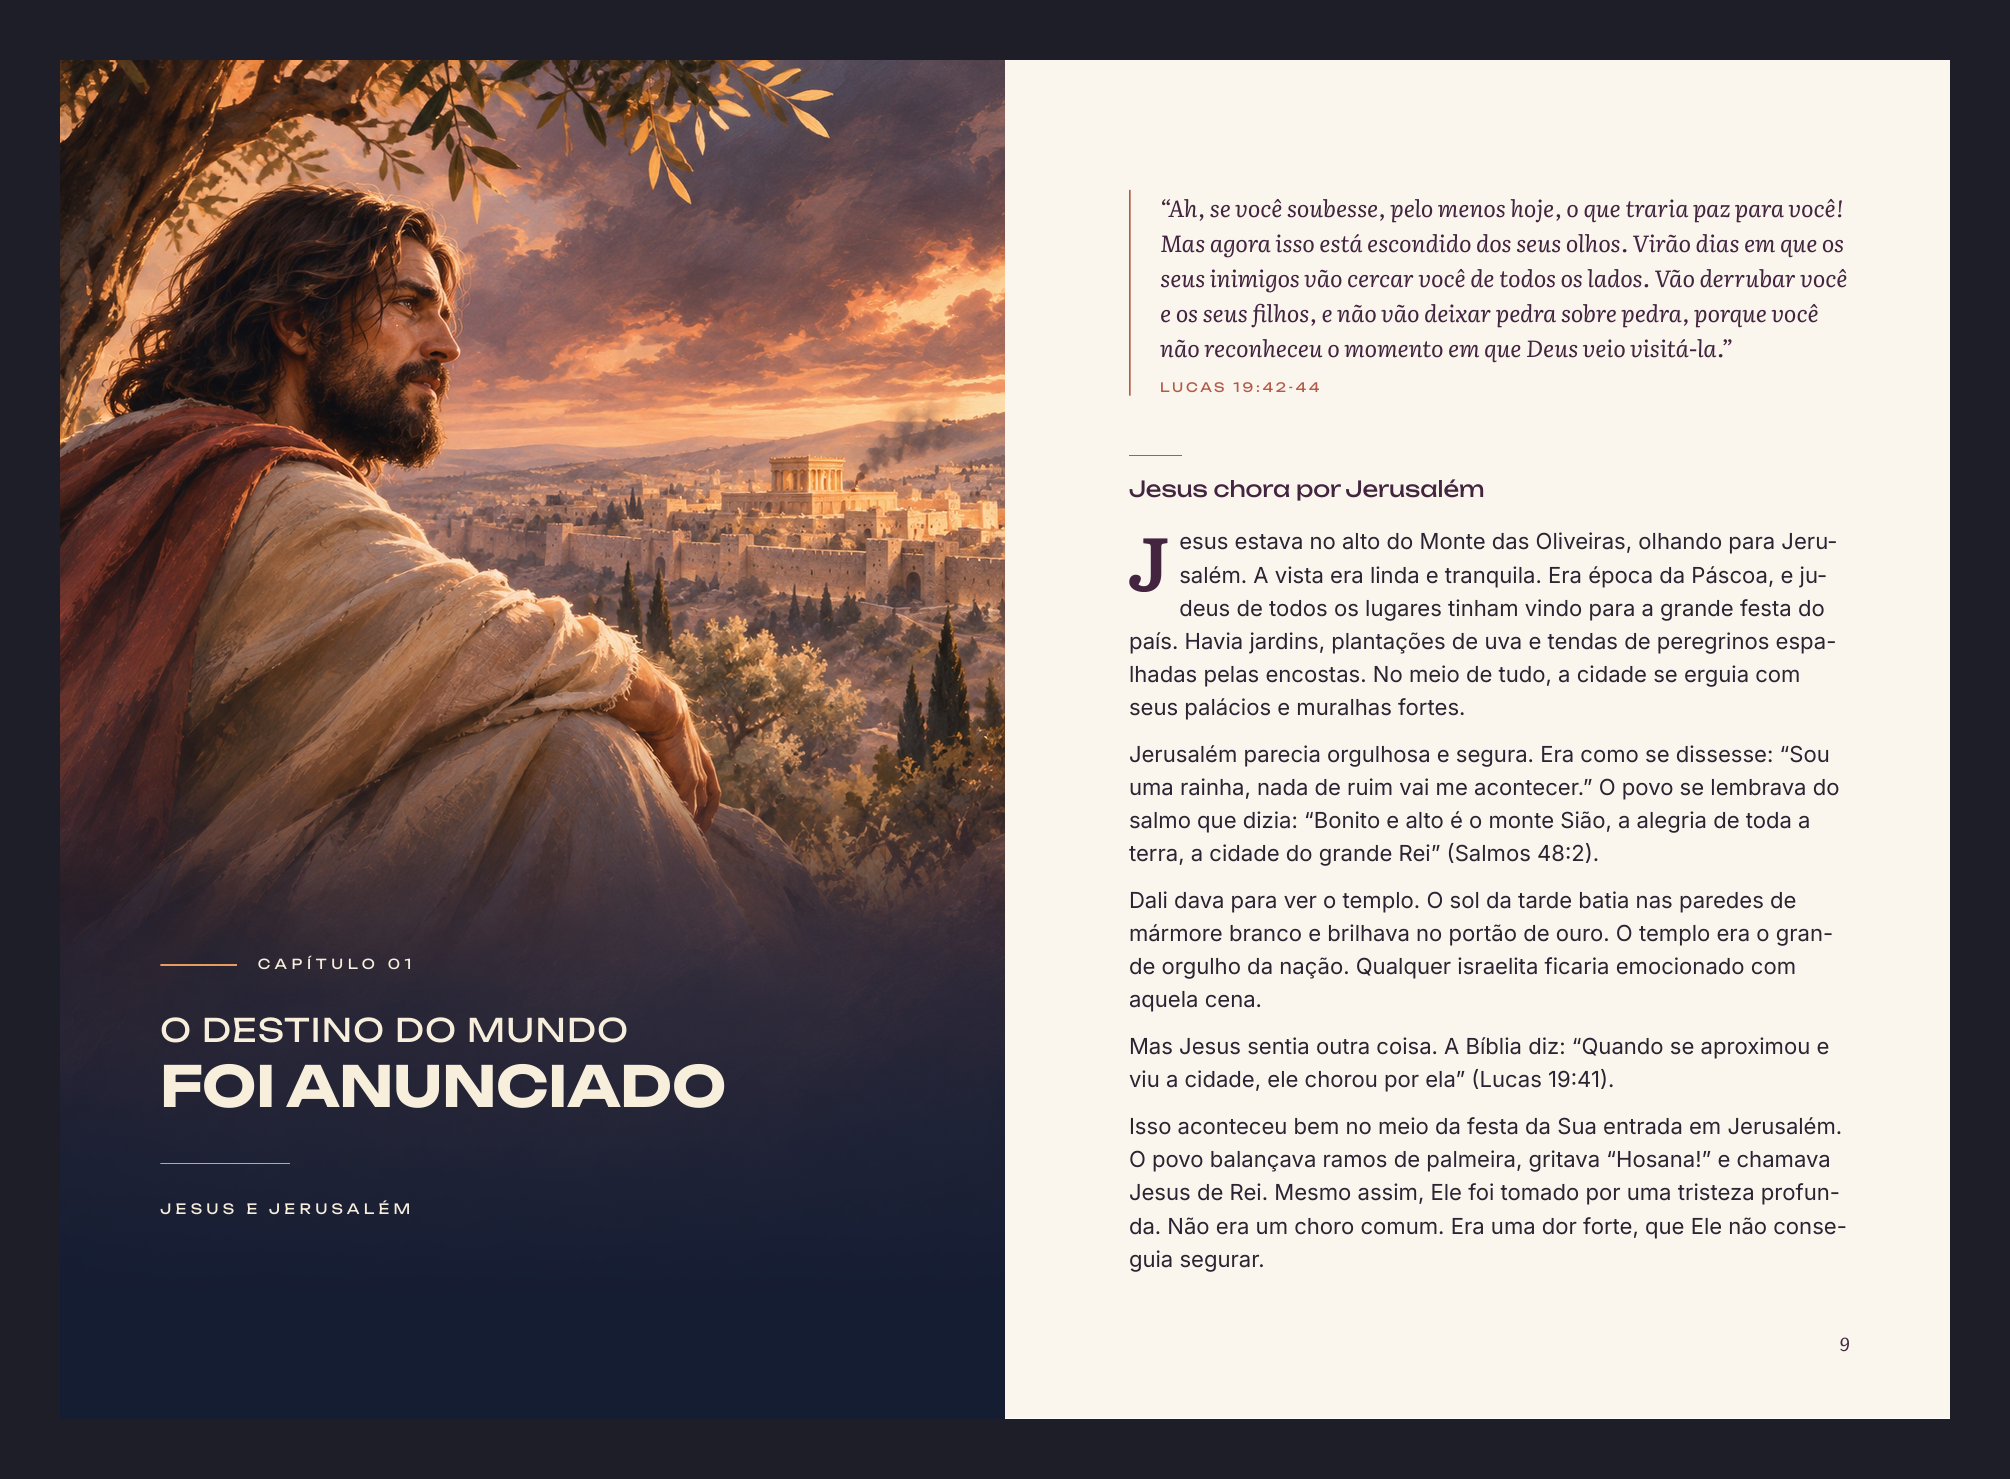 CAPÍTULO 01
O DESTINO DO MUNDO
FOI ANUNCIADO
JESUS E JERUSALÉM
“Ah, se você soubesse, pelo menos hoje, o que traria paz para você!
Mas agora isso está escondido dos seus olhos. Virão dias em que os
seus inimigos vão cercar você de todos os lados. Vão derrubar você
e os seus filhos, e não vão deixar pedra sobre pedra, porque você
não reconheceu o momento em que Deus veio visitá-la.”
LUCAS 19:42-44
Jesus chora por Jerusalém
Jesus estava no alto do Monte das Oliveiras, olhando para Jeru-
salém. A vista era linda e tranquila. Era época da Páscoa, e ju-
deus de todos os lugares tinham vindo para a grande festa do
país. Havia jardins, plantações de uva e tendas de peregrinos espa-
lhadas pelas encostas. No meio de tudo, a cidade se erguia com
seus palácios e muralhas fortes.
Jerusalém parecia orgulhosa e segura. Era como se dissesse: “Sou
uma rainha, nada de ruim vai me acontecer.” O povo se lembrava do
salmo que dizia: “Bonito e alto é o monte Sião, a alegria de toda a
terra, a cidade do grande Rei” (Salmos 48:2).
Dali dava para ver o templo. O sol da tarde batia nas paredes de
mármore branco e brilhava no portão de ouro. O templo era o gran-
de orgulho da nação. Qualquer israelita ficaria emocionado com
aquela cena.
Mas Jesus sentia outra coisa. A Bíblia diz: “Quando se aproximou e
viu a cidade, ele chorou por ela” (Lucas 19:41).
Isso aconteceu bem no meio da festa da Sua entrada em Jerusalém.
O povo balançava ramos de palmeira, gritava “Hosana!” e chamava
Jesus de Rei. Mesmo assim, Ele foi tomado por uma tristeza profun-
da. Não era um choro comum. Era uma dor forte, que Ele não conse-
guia segurar.
9